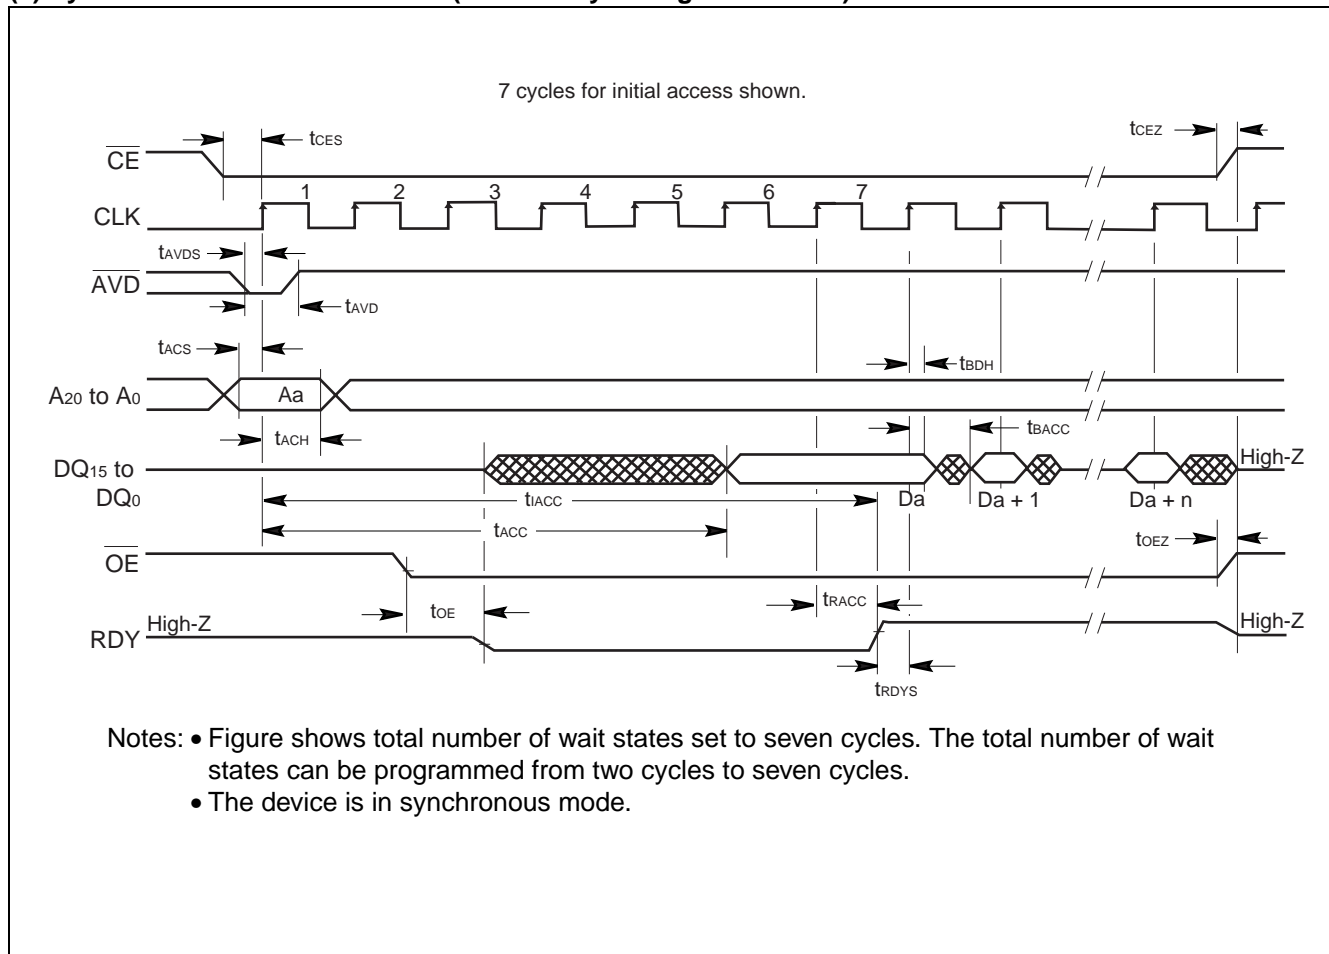 7 cycles for initial access shown.
tCES
tCEZ
CE
1 2 3 4 5 6 7
CLK
tAVDS
AVD
tAVD
tACS
tBDH
A20 to A0
Aa
tACH
tBACC
DQ15 to
DQ0
High-Z
tIACC
Da
Da + 1
Da + n
tACC
tOEZ
OE
tOE
tRACC
High-Z
High-Z
RDY
tRDYS
Notes: • Figure shows total number of wait states set to seven cycles. The total number of wait
states can be programmed from two cycles to seven cycles.
• The device is in synchronous mode.